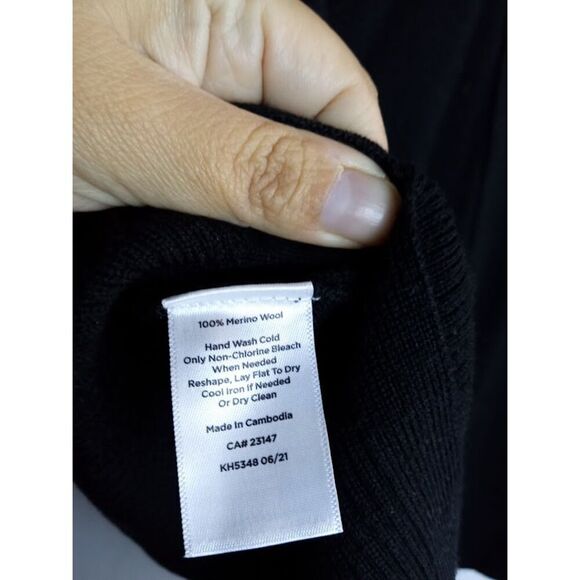 100% Merino Wool
Hand Wash Cold
Only Non-Chlorine Bleach
When Needed
Reshape, Lay Flat To Dry
Cool Iron if Needed
Or Dry Clean
Made In Cambodia
CA# 23147
KH5348 06/21